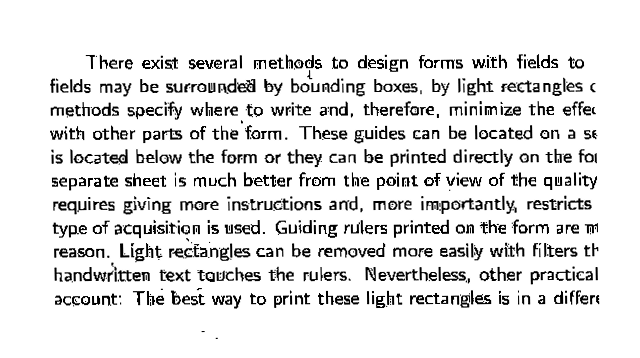 There exist several methods to design forms with fields to
fields may be surrounded by bounding boxes, by light rectangles
methods specify where to write and, therefore, minimize the
with other parts of the form. These guides can be located on a
is located below the form or they can be printed directly on the
separate sheet is much better from the point of view of the quality
requires giving more instructions and, more importantly, restricts
type of acquisition is used. Guiding rulers printed on the form are
reason. Light rectangles can be removed more easily with filters
handwritten text touches the rulers. Nevertheless, other practical
account: The best way to print these light rectangles is in a